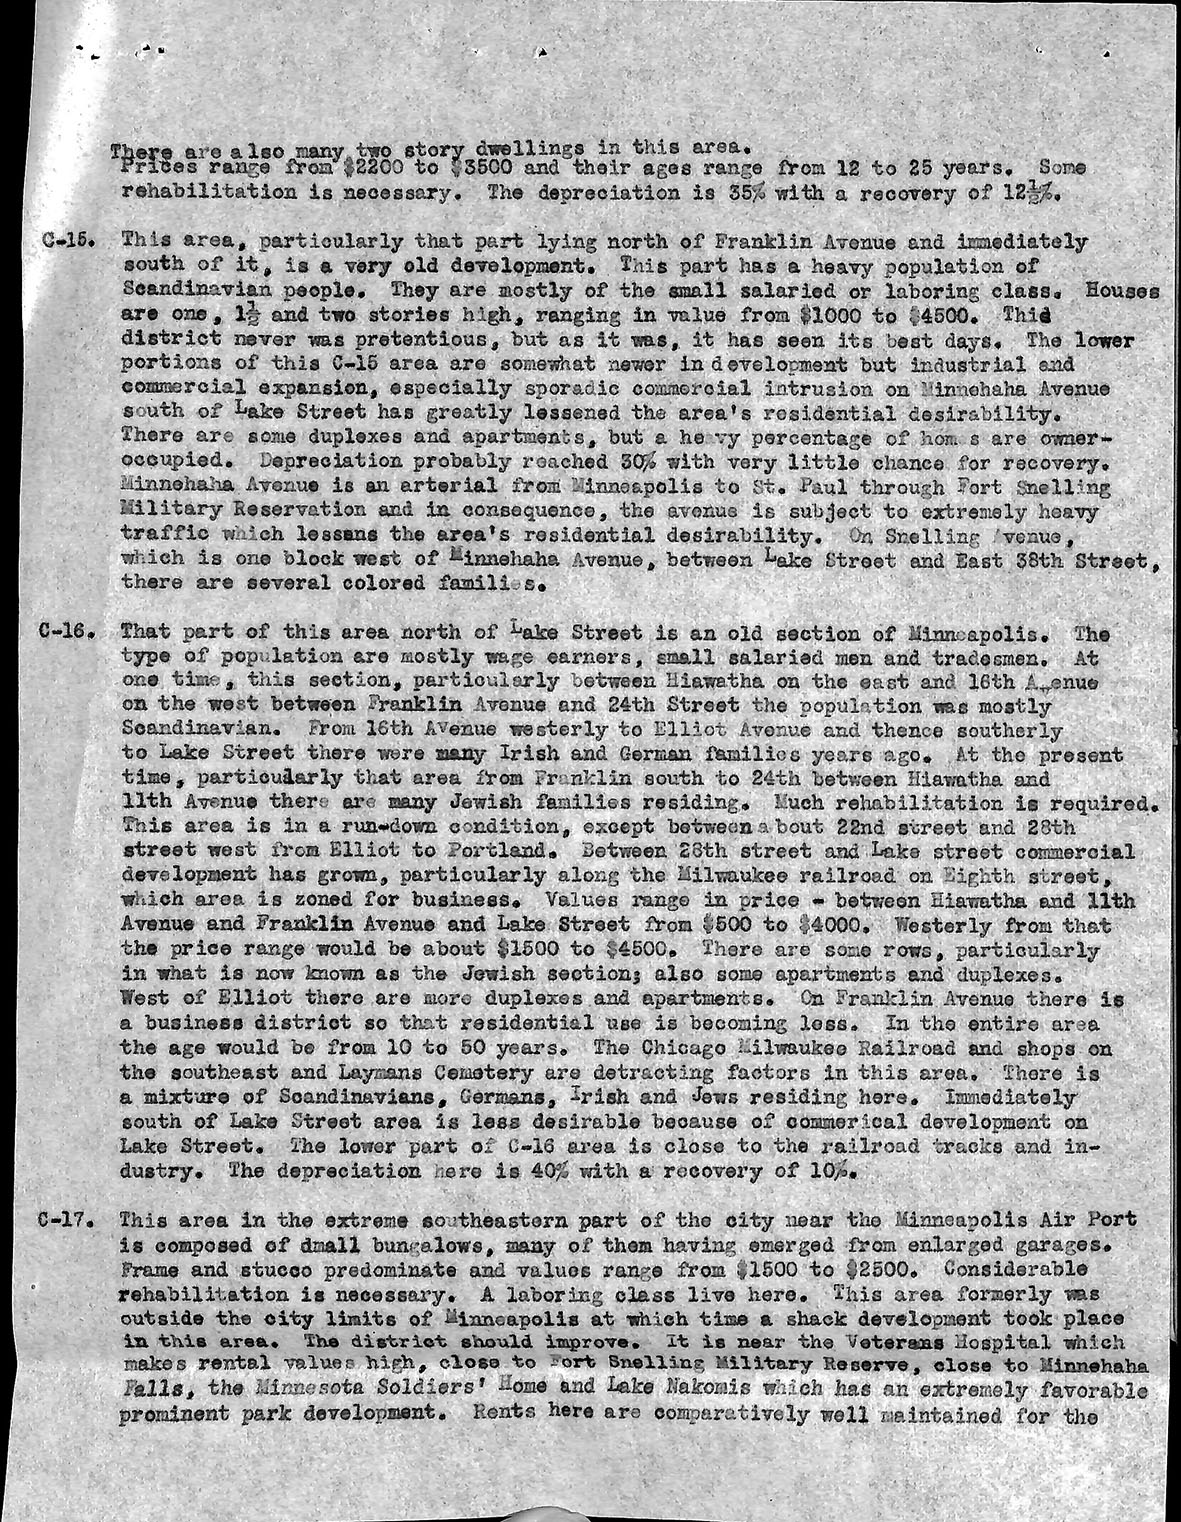 There are also many two story dwellings in this area.
Prices range from $2200 to $3500 and their ages range from 12 to 25 years. Some
rehabilitation is necessary. The depreciation is 35% with a recovery of 12½%.
C-15. This area, particularly that part lying north of Franklin Avenue and immediately
south of it, is a very old development. This part has a heavy population of
Scandinavian people. They are mostly of the small salaried or laboring class. Houses
are one, 1½ and two stories high, ranging in value from $1000 to $4500. Thid
district never was pretentious, but as it was, it has seen its best days. The lower
portions of this C-15 area are somewhat newer in development but industrial and
commercial expansion, especially sporadic commercial intrusion on Minnehaha Avenue
south of Lake Street has greatly lessened the area's residential desirability.
There are some duplexes and apartments, but a heavy percentage of homes are owner-
occupied. Depreciation probably reached 30% with very little chance for recovery.
Minnehaha Avenue is an arterial from Minneapolis to St. Paul through Fort Snelling
Military Reservation and in consequence, the avenue is subject to extremely heavy
traffic which lessens the area's residential desirability. On Snelling Avenue,
which is one block west of Minnehaha Avenue, between Lake Street and East 38th Street,
there are several colored families.
C-16. That part of this area north of Lake Street is an old section of Minneapolis. The
type of population are mostly wage earners, small salaried men and tradesmen. At
one time, this section, particularly between Hiawatha on the east and 16th Avenue
on the west between Franklin Avenue and 24th Street the population was mostly
Scandinavian. From 16th Avenue westerly to Elliot Avenue and thence southerly
to Lake Street there were many Irish and German families years ago. At the present
time, particularly that area from Franklin south to 24th between Hiawatha and
11th Avenue there are many Jewish families residing. Much rehabilitation is required.
This area is in a run-down condition, except between about 22nd street and 28th
street west from Elliot to Portland. Between 28th street and Lake street commercial
development has grown, particularly along the Milwaukee railroad on Eighth street,
which area is zoned for business. Values range in price - between Hiawatha and 11th
Avenue and Franklin Avenue and Lake Street from $500 to $4000. Westerly from that
the price range would be about $1500 to $4500. There are some rows, particularly
in what is now known as the Jewish section; also some apartments and duplexes.
West of Elliot there are more duplexes and apartments. On Franklin Avenue there is
a business district so that residential use is becoming less. In the entire area
the age would be from 10 to 50 years. The Chicago Milwaukee Railroad and shops on
the southeast and Laymans Cemetery are detracting factors in this area. There is
a mixture of Scandinavians, Germans, Irish and Jews residing here. Immediately
south of Lake Street area is less desirable because of commerical development on
Lake Street. The lower part of C-16 area is close to the railroad tracks and in-
dustry. The depreciation here is 40% with a recovery of 10%.
C-17. This area in the extreme southeastern part of the city near the Minneapolis Air Port
is composed of dmall bungalows, many of them having emerged from enlarged garages.
Frame and stucco predominate and values range from $1500 to $2500. Considerable
rehabilitation is necessary. A laboring class live here. This area formerly was
outside the city limits of Minneapolis at which time a shack development took place
in this area. The district should improve. It is near the Veterans Hospital which
makes rental values high, close to Fort Snelling Military Reserve, close to Minnehaha
Falls, the Minnesota Soldiers' Home and Lake Nakomis which has an extremely favorable
prominent park development. Rents here are comparatively well maintained for the